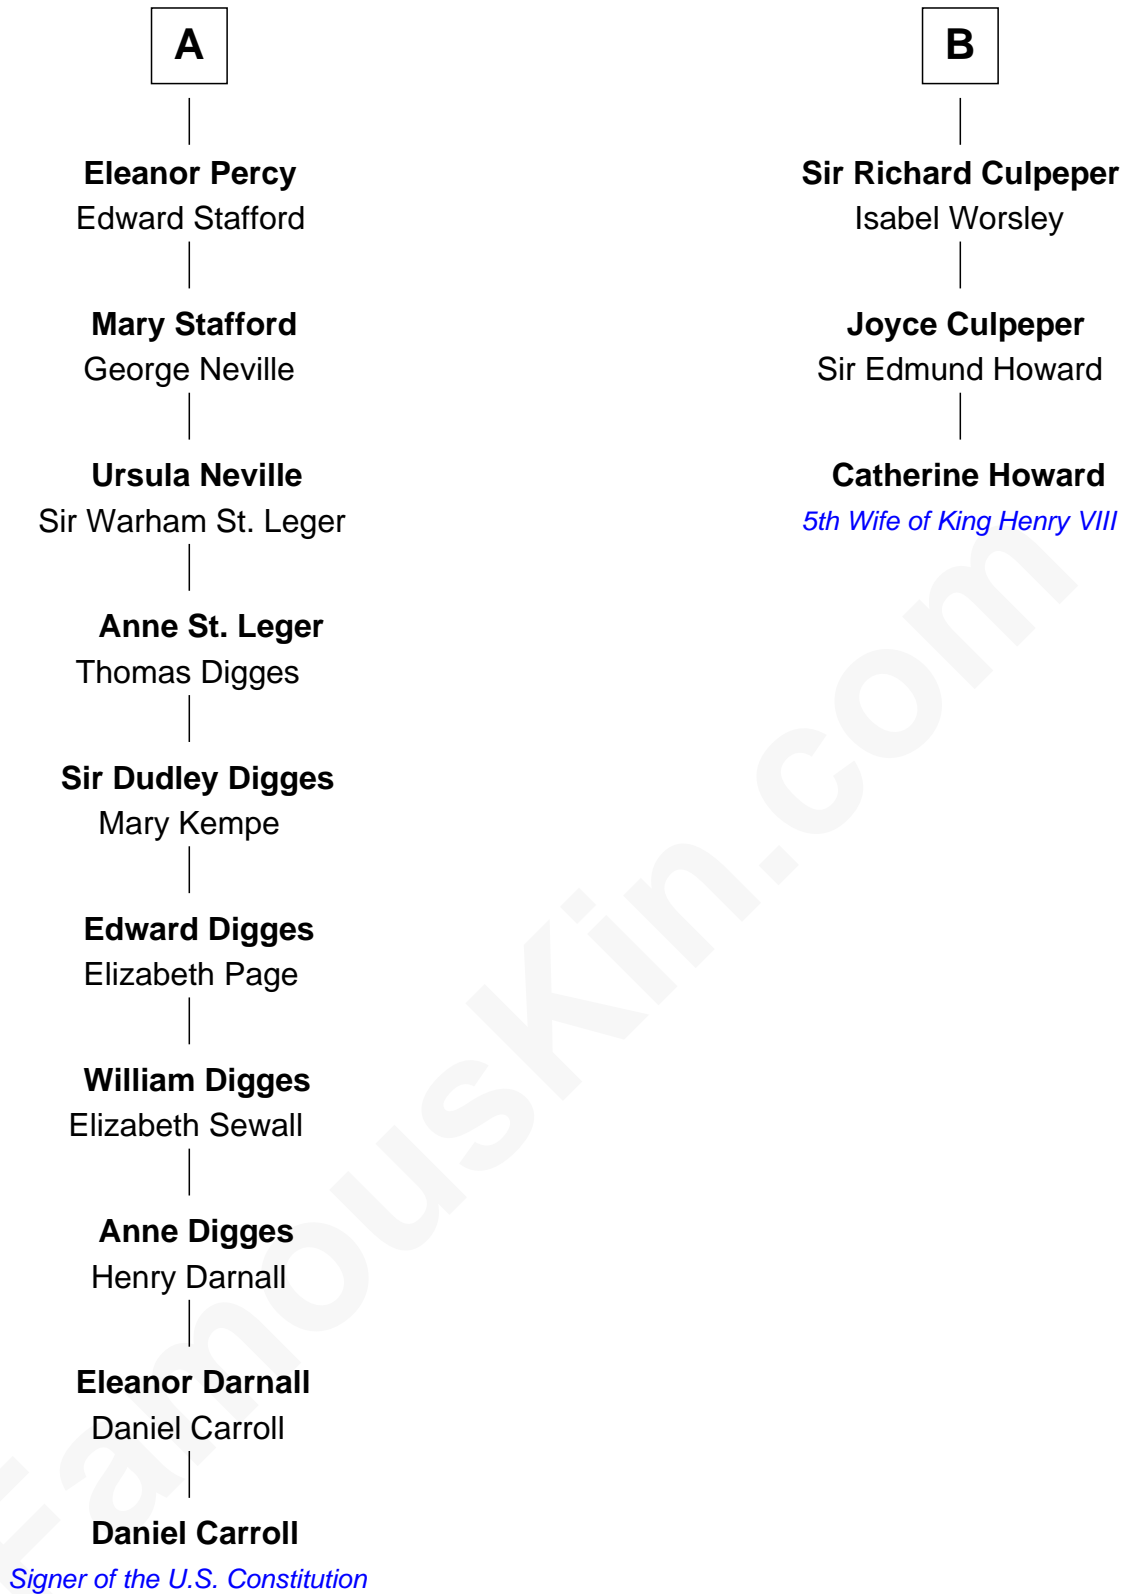 A
Eleanor Percy
Edward Stafford
Mary Stafford
George Neville
Ursula Neville
Sir Warham St. Leger
Anne St. Leger
Thomas Digges
Sir Dudley Digges
Mary Kempe
Edward Digges
Elizabeth Page
William Digges
Elizabeth Sewall
Anne Digges
Henry Darnall
Eleanor Darnall
Daniel Carroll
Daniel Carroll
Signer of the U.S. Constitution
B
Sir Richard Culpeper
Isabel Worsley
Joyce Culpeper
Sir Edmund Howard
Catherine Howard
5th Wife of King Henry VIII
FamousKin.com